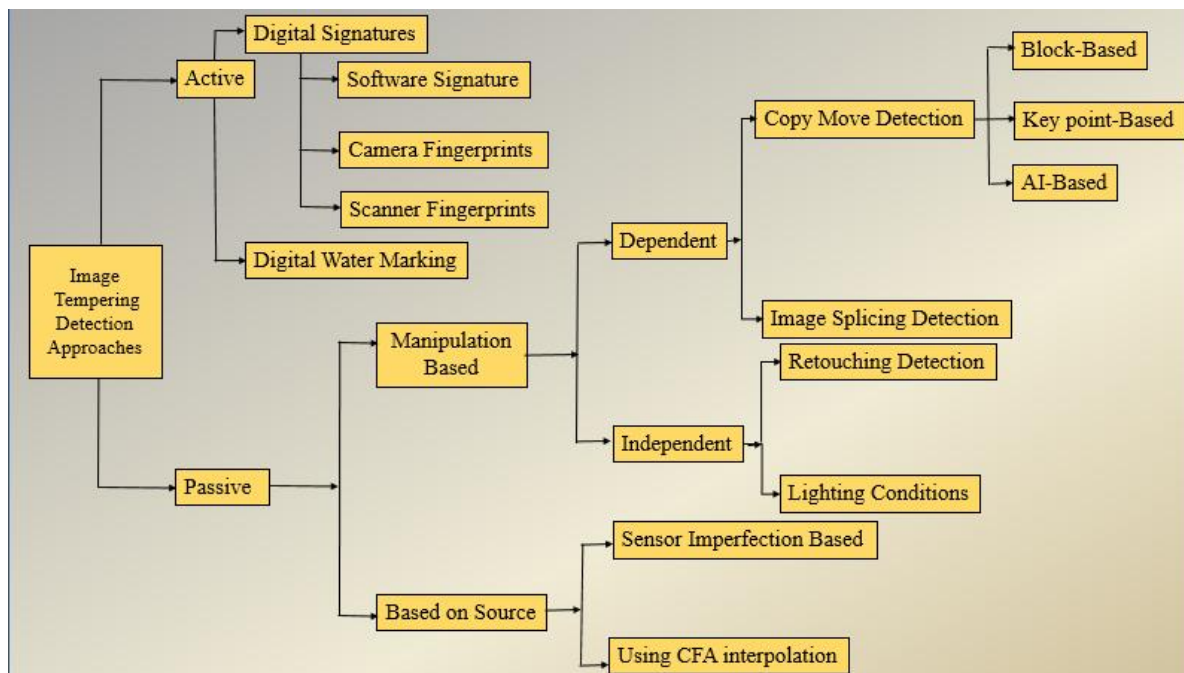 Image
Tempering
Detection
Approaches
Active
Digital Signatures
Software Signature
Camera Fingerprints
Scanner Fingerprints
Digital Water Marking
Passive
Manipulation
Based
Dependent
Copy Move Detection
Block-Based
Key point-Based
AI-Based
Image Splicing Detection
Independent
Retouching Detection
Lighting Conditions
Based on Source
Sensor Imperfection Based
Using CFA interpolation